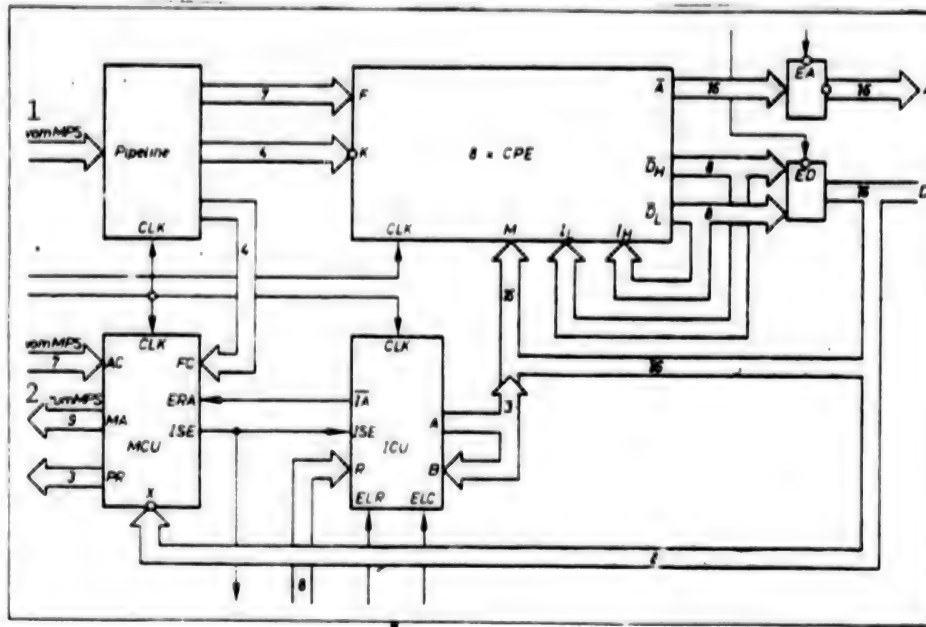 1
vom MPS
Pipeline
CLK
7
4
4
F
K
8 × CPE
CLK
M
I_L
I_H
A̅
D̅_H
D̅_L
16
8
8
EA
16
ED
16
D
16
16
vom MPS
7
AC
CLK
FC
2
zum MPS
9
MA
ERA
MCU
ISE
3
PR
X
CLK
I̅A̅
ISE
ICU
A
R
B
ELR
ELC
3
8